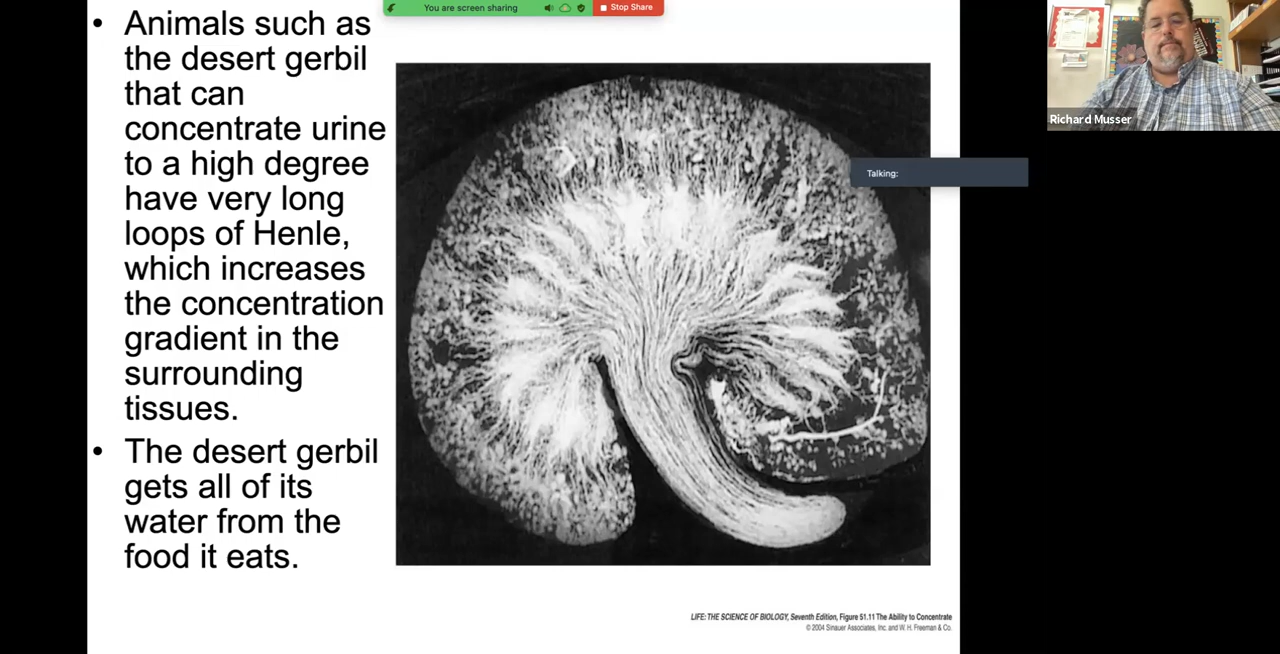 • Animals such as
the desert gerbil
that can
concentrate urine
to a high degree
have very long
loops of Henle,
which increases
the concentration
gradient in the
surrounding
tissues.
• The desert gerbil
gets all of its
water from the
food it eats.
You are screen sharing
Stop Share
Talking:
Richard Musser
LIFE: THE SCIENCE OF BIOLOGY, Seventh Edition, Figure 51.11 The Ability to Concentrate
© 2004 Sinauer Associates, Inc. and W. H. Freeman & Co.